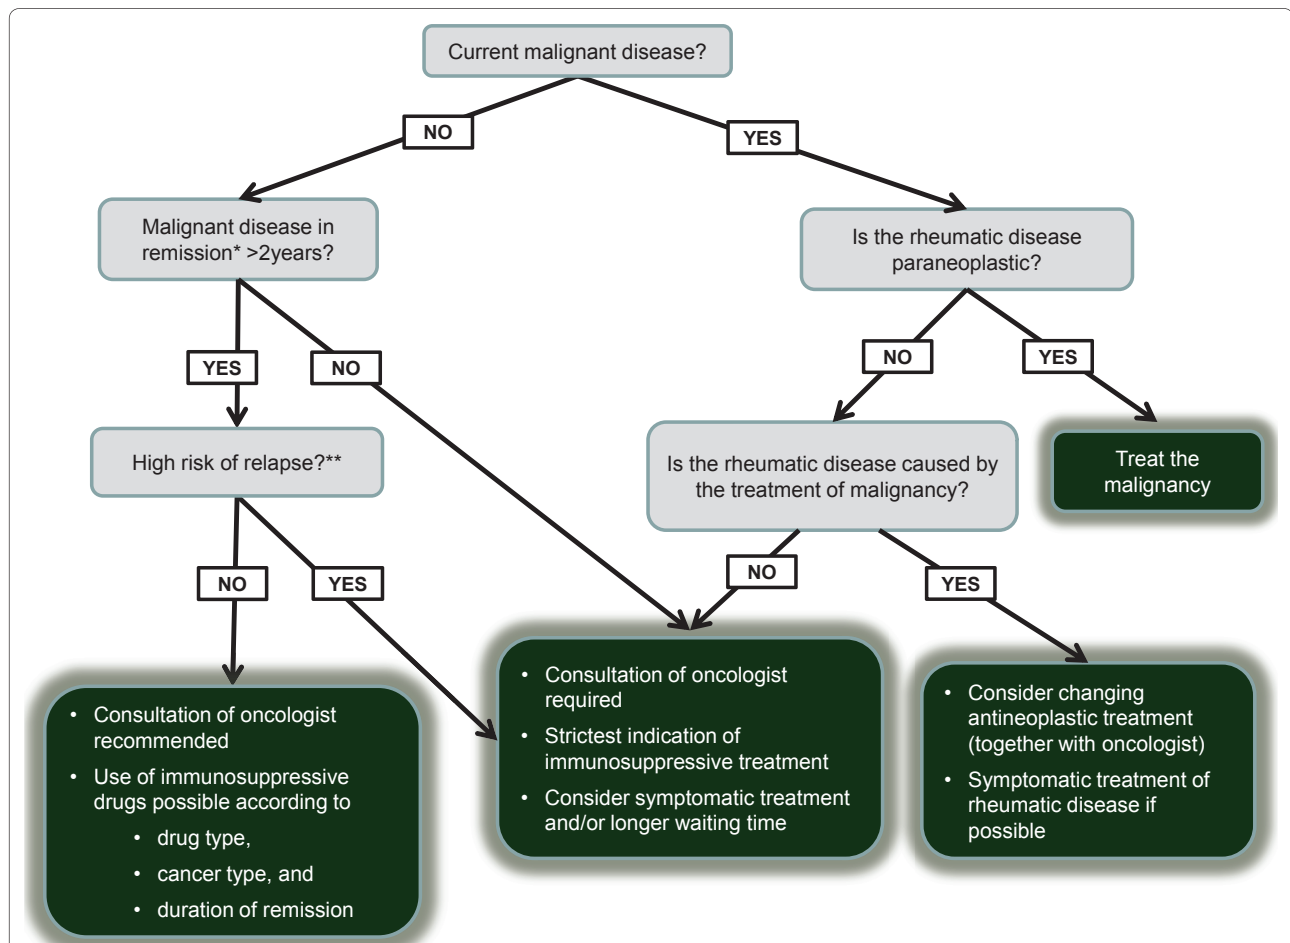 Current malignant disease?
NO
YES
Malignant disease in
remission* >2years?
Is the rheumatic disease
paraneoplastic?
YES
NO
NO
YES
High risk of relapse?**
Is the rheumatic disease caused by
the treatment of malignancy?
Treat the
malignancy
NO
YES
NO
YES
• Consultation of oncologist
recommended
• Use of immunosuppressive
drugs possible according to
• drug type,
• cancer type, and
• duration of remission
• Consultation of oncologist
required
• Strictest indication of
immunosuppressive treatment
• Consider symptomatic treatment
and/or longer waiting time
• Consider changing
antineoplastic treatment
(together with oncologist)
• Symptomatic treatment of
rheumatic disease if
possible